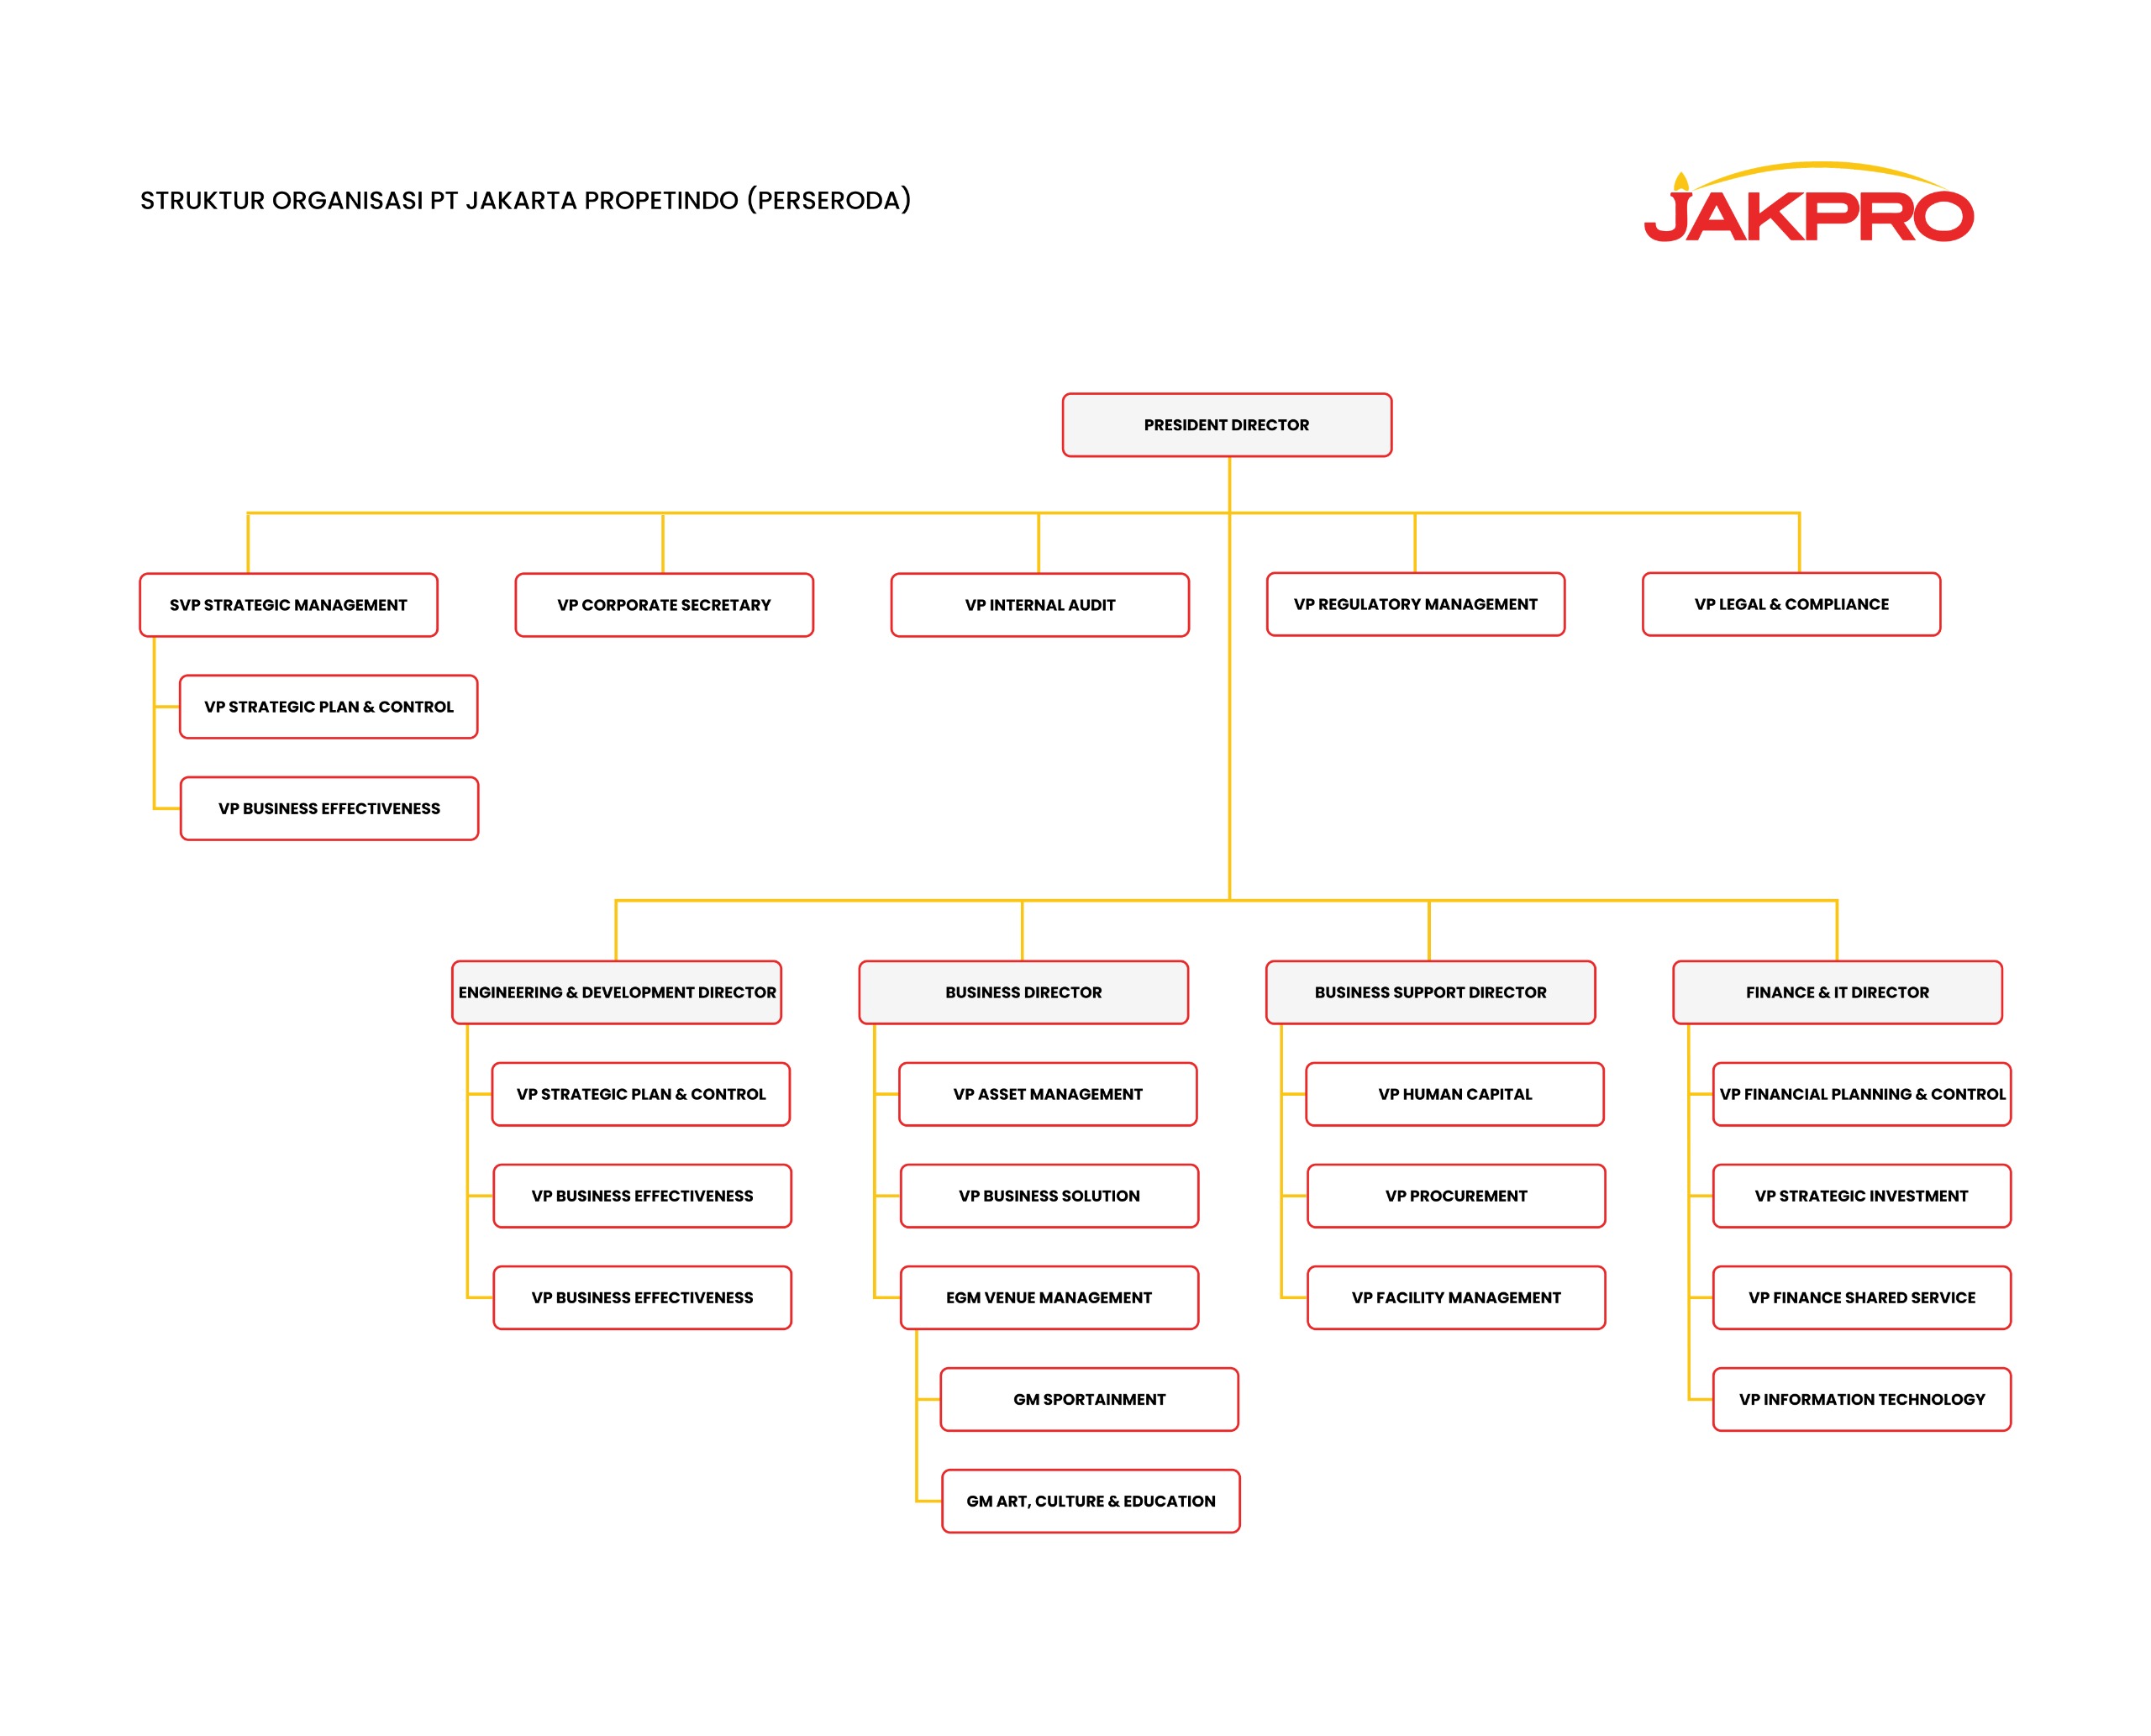 STRUKTUR ORGANISASI PT JAKARTA PROPETINDO (PERSERODA)
JAKPRO
PRESIDENT DIRECTOR
SVP STRATEGIC MANAGEMENT
VP CORPORATE SECRETARY
VP INTERNAL AUDIT
VP REGULATORY MANAGEMENT
VP LEGAL & COMPLIANCE
VP STRATEGIC PLAN & CONTROL
VP BUSINESS EFFECTIVENESS
ENGINEERING & DEVELOPMENT DIRECTOR
VP STRATEGIC PLAN & CONTROL
VP BUSINESS EFFECTIVENESS
VP BUSINESS EFFECTIVENESS
BUSINESS DIRECTOR
VP ASSET MANAGEMENT
VP BUSINESS SOLUTION
EGM VENUE MANAGEMENT
GM SPORTAINMENT
GM ART, CULTURE & EDUCATION
BUSINESS SUPPORT DIRECTOR
VP HUMAN CAPITAL
VP PROCUREMENT
VP FACILITY MANAGEMENT
FINANCE & IT DIRECTOR
VP FINANCIAL PLANNING & CONTROL
VP STRATEGIC INVESTMENT
VP FINANCE SHARED SERVICE
VP INFORMATION TECHNOLOGY